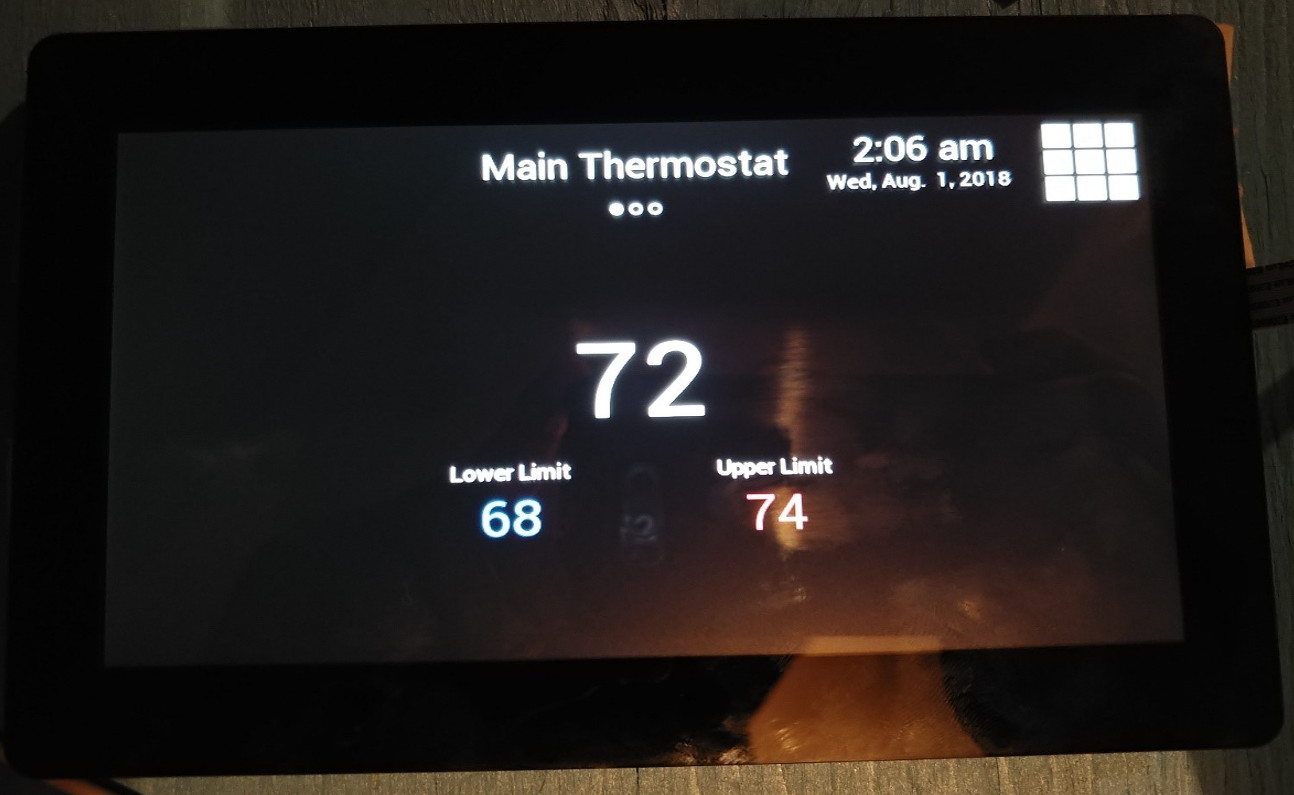 Main Thermostat
2:06 am
Wed, Aug. 1, 2018
72
Lower Limit
68
Upper Limit
74